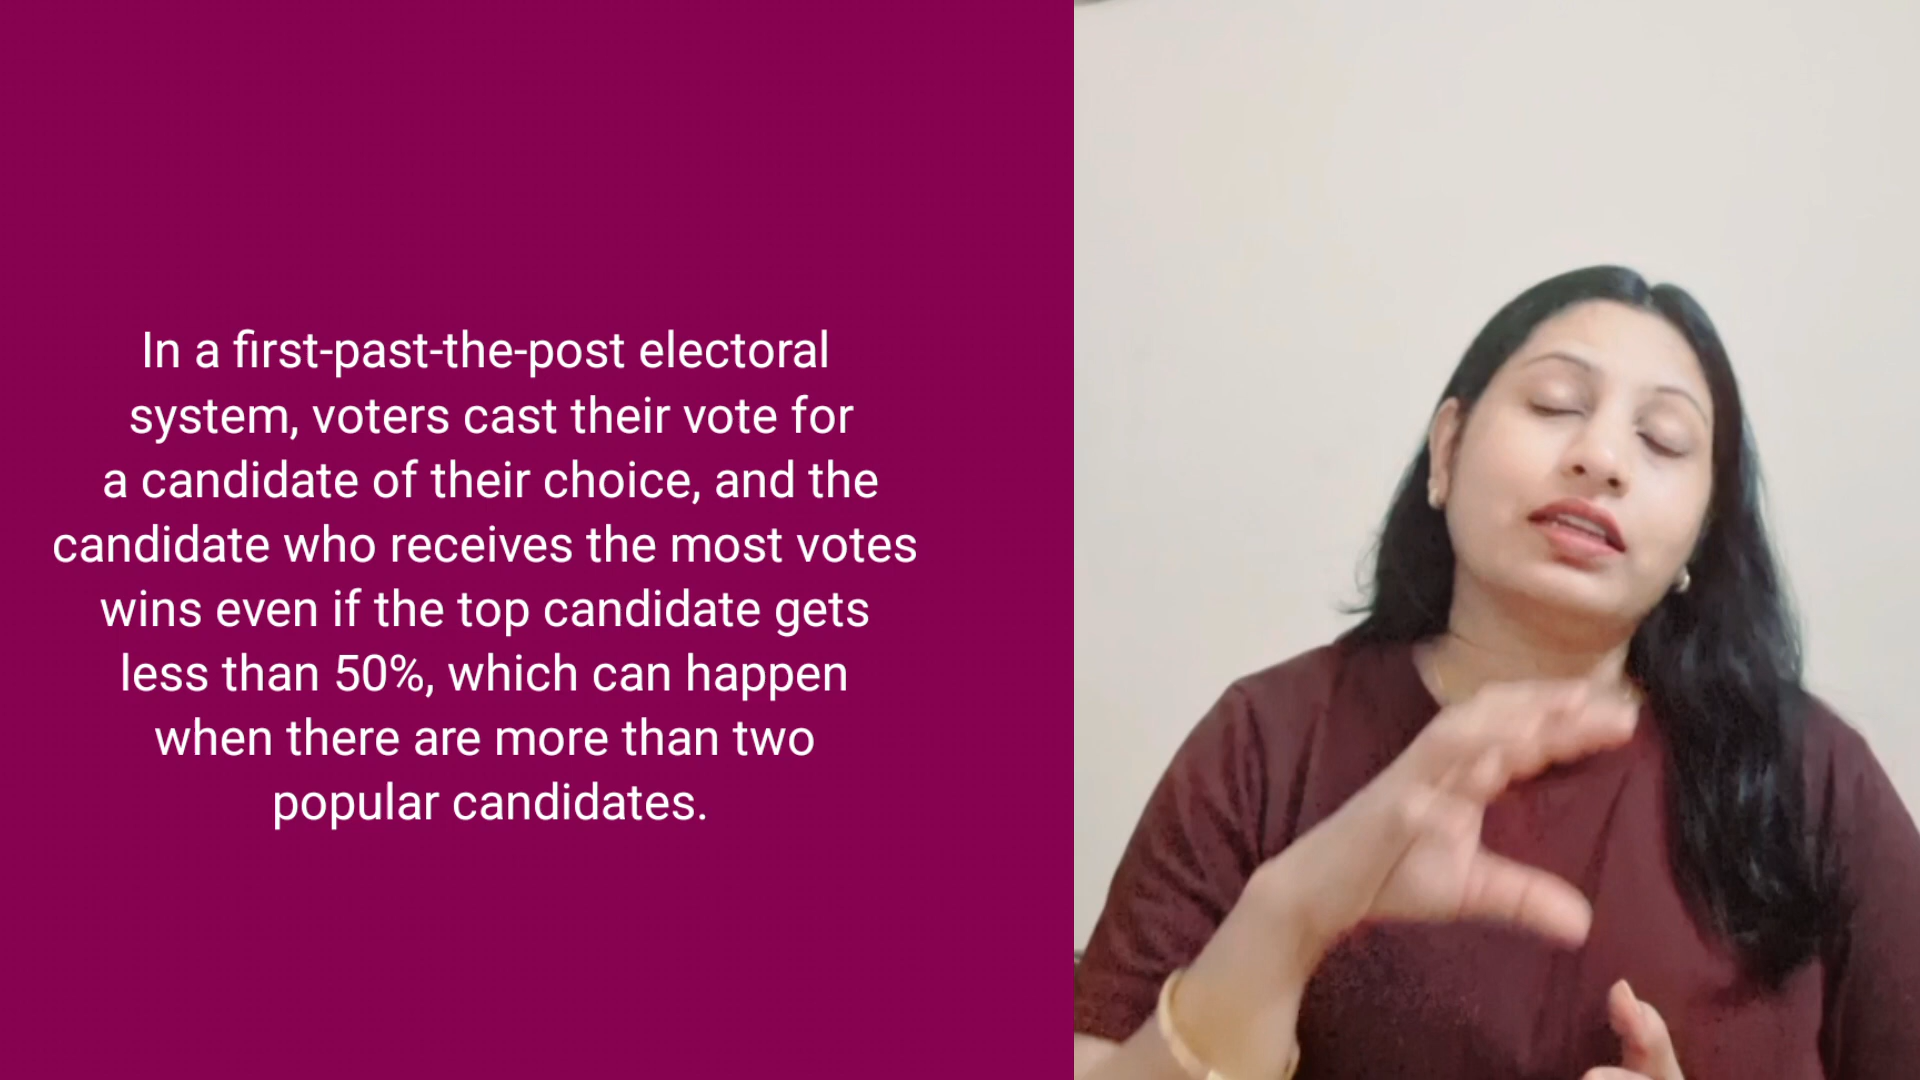 In a first-past-the-post electoral
system, voters cast their vote for
a candidate of their choice, and the
candidate who receives the most votes
wins even if the top candidate gets
less than 50%, which can happen
when there are more than two
popular candidates.